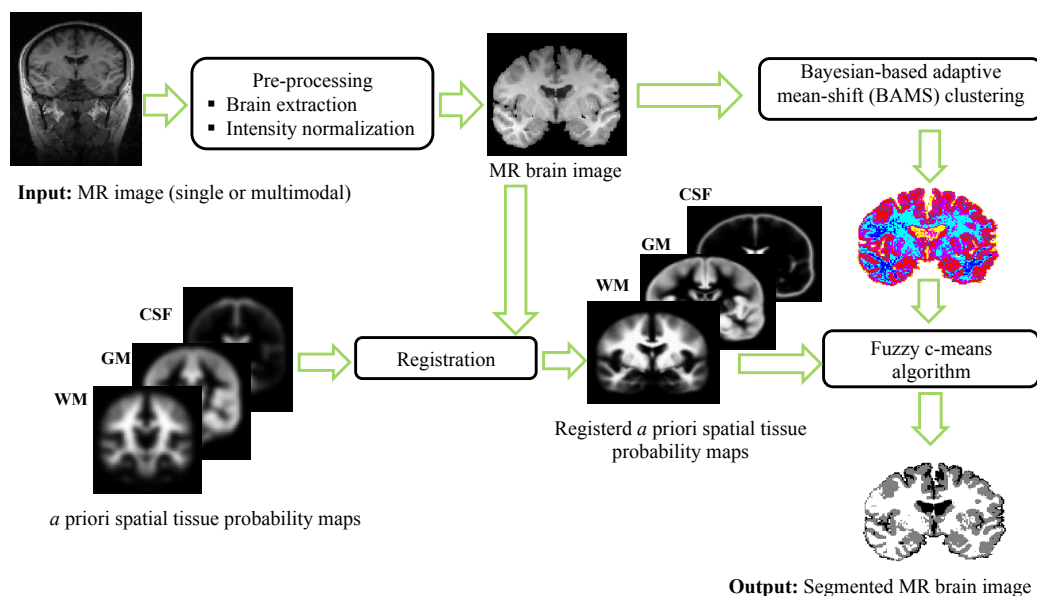 Pre-processing
▪ Brain extraction
▪ Intensity normalization
Bayesian-based adaptive
mean-shift (BAMS) clustering
MR brain image
Input: MR image (single or multimodal)
CSF
GM
WM
CSF
GM
WM
Registration
Fuzzy c-means
algorithm
Registerd a priori spatial tissue
probability maps
a priori spatial tissue probability maps
Output: Segmented MR brain image